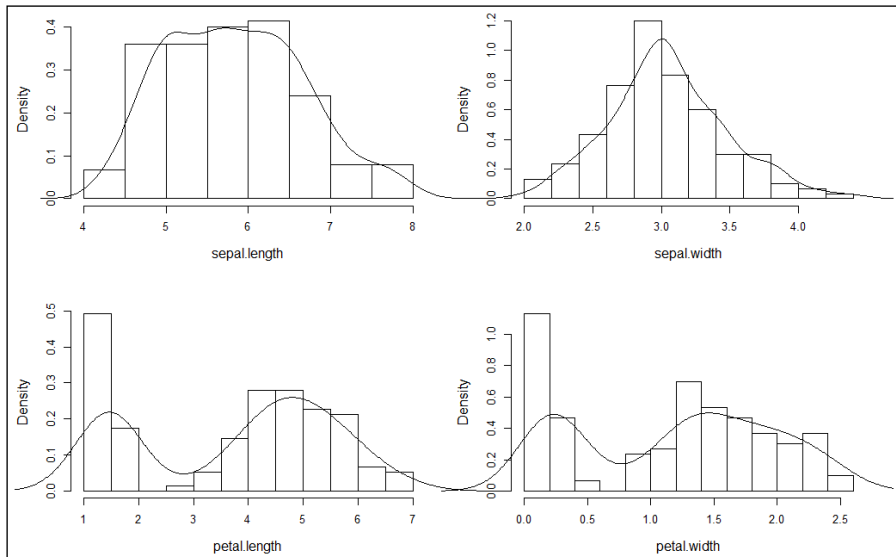 Density
0.0 0.1 0.2 0.3 0.4
4 5 6 7 8
sepal.length
Density
0.0 0.2 0.4 0.6 0.8 1.0 1.2
2.0 2.5 3.0 3.5 4.0
sepal.width
Density
0.0 0.1 0.2 0.3 0.4 0.5
1 2 3 4 5 6 7
petal.length
Density
0.0 0.2 0.4 0.6 0.8 1.0
0.0 0.5 1.0 1.5 2.0 2.5
petal.width